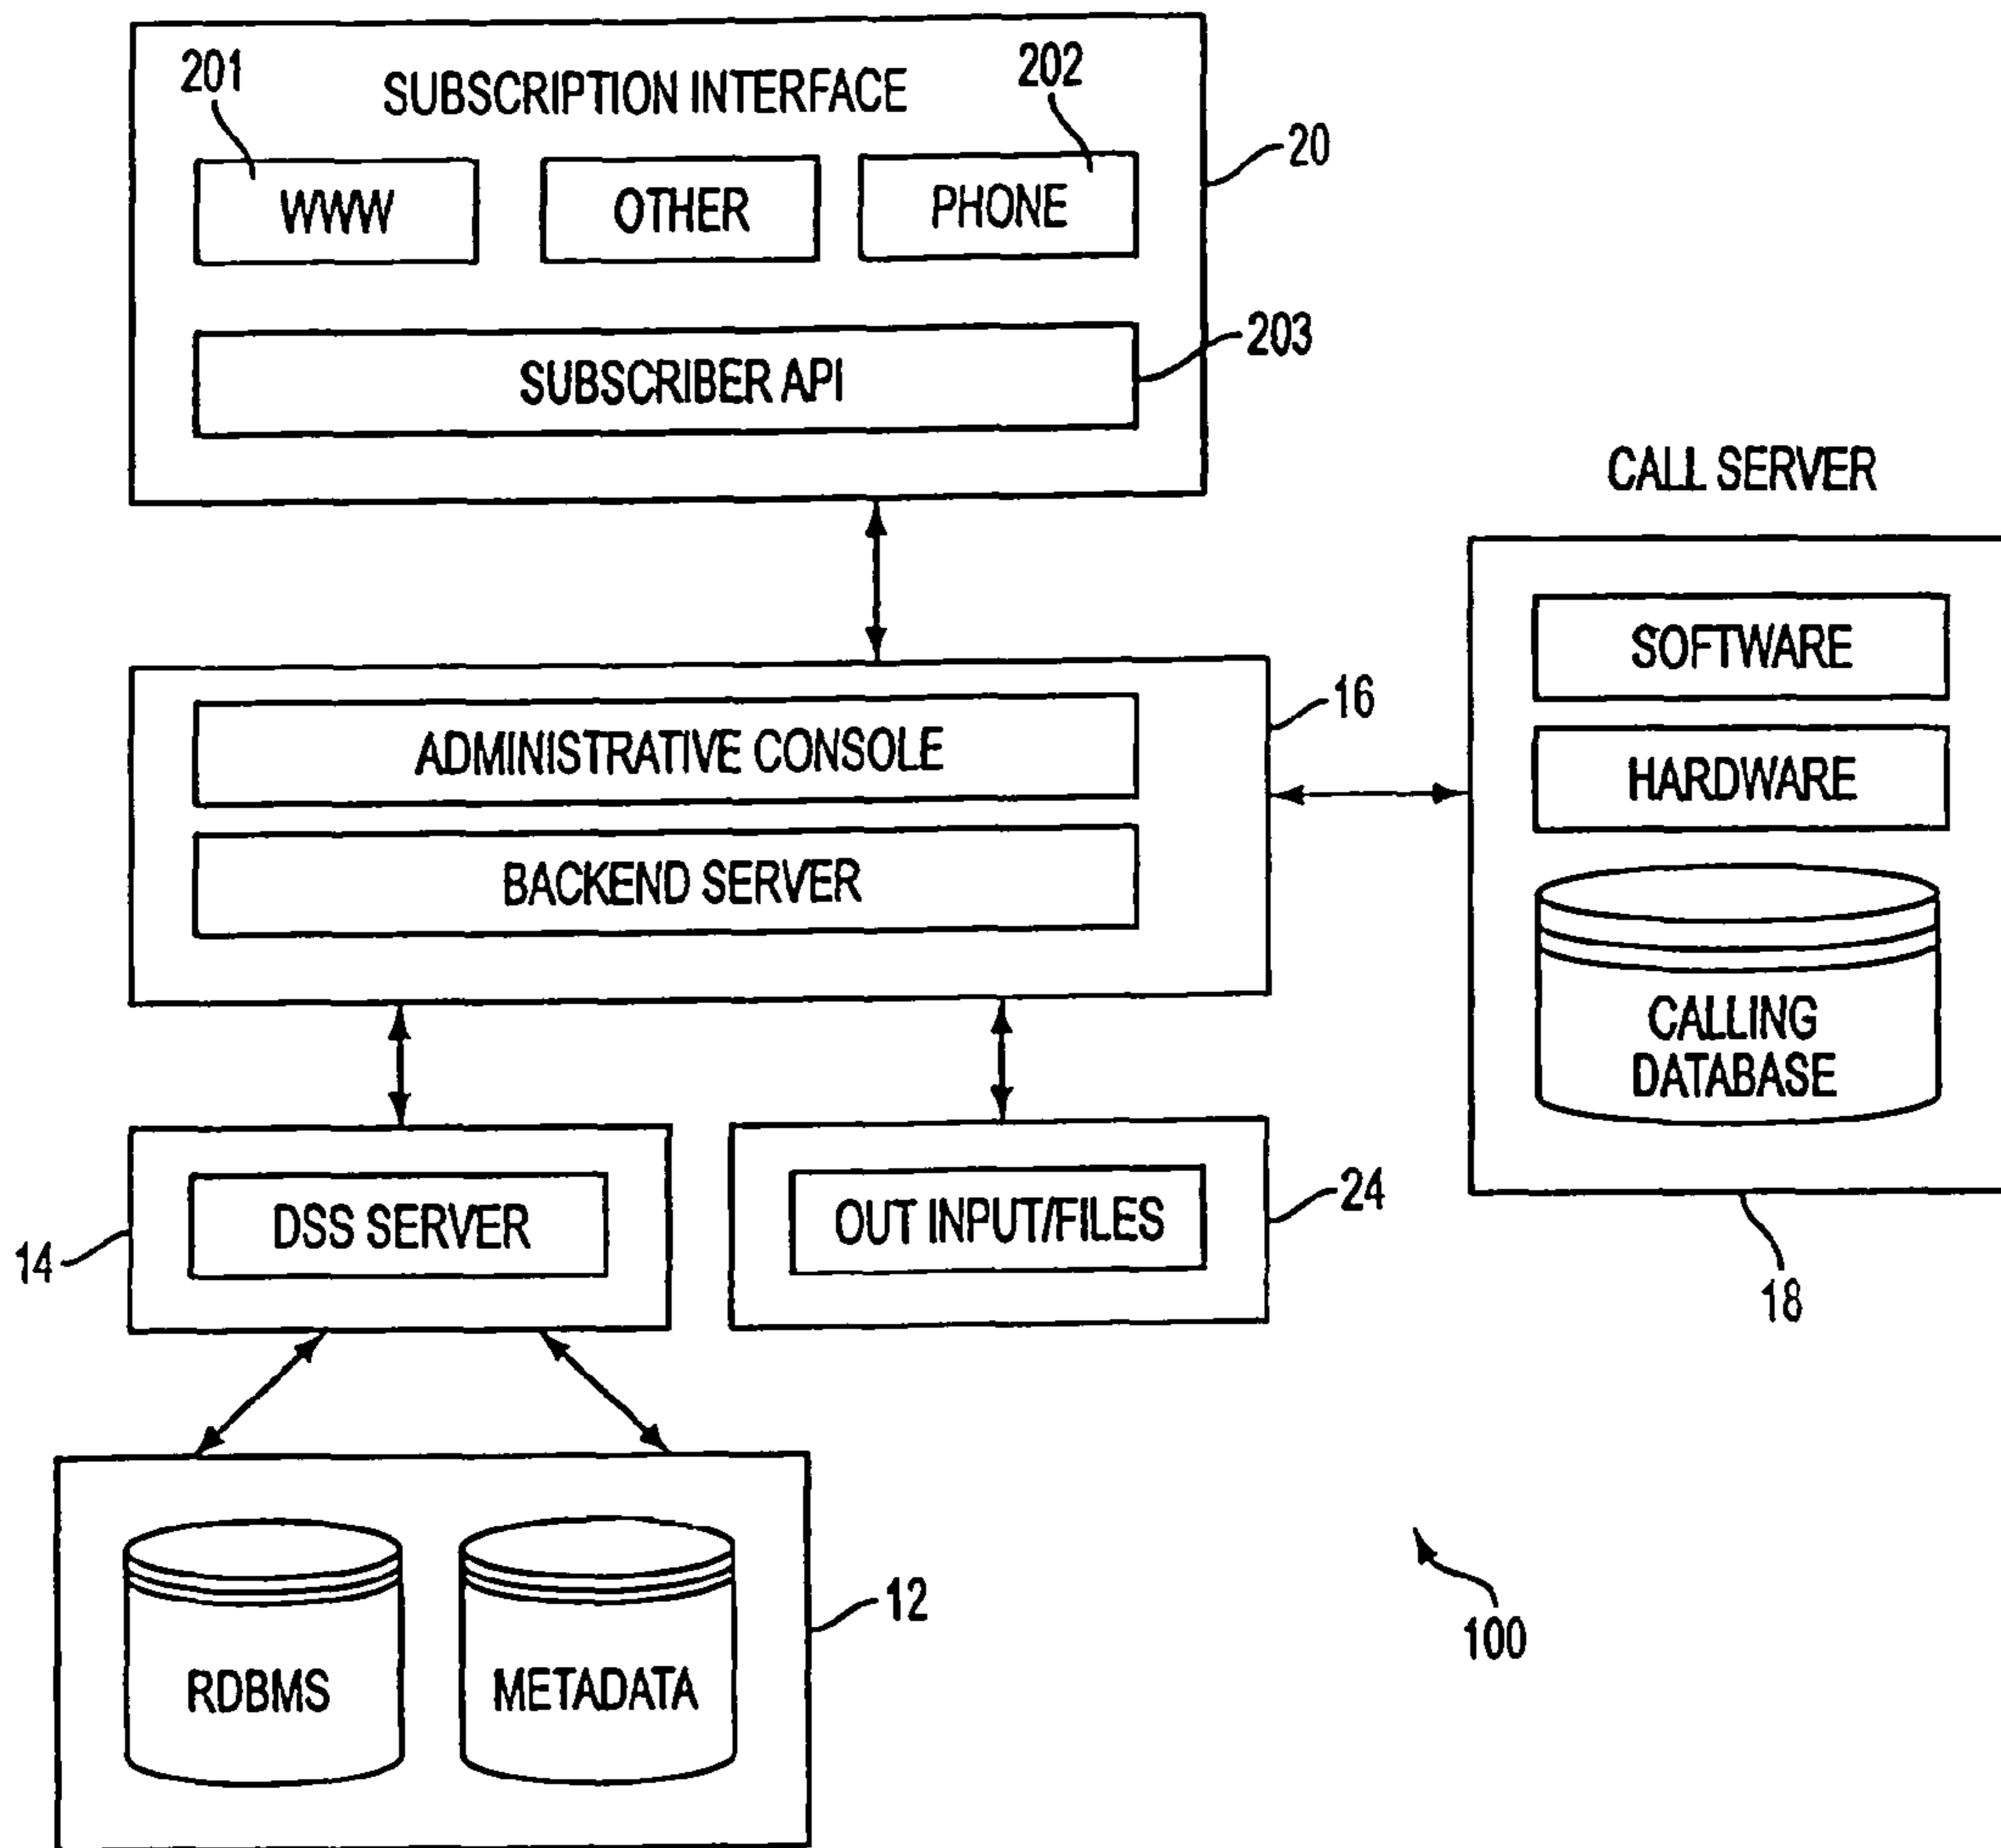 SUBSCRIPTION INTERFACE
201
202
WWW
OTHER
PHONE
20
SUBSCRIBER API
203
CALL SERVER
SOFTWARE
HARDWARE
CALLING
DATABASE
18
ADMINISTRATIVE CONSOLE
BACKEND SERVER
16
DSS SERVER
14
OUT INPUT/FILES
24
RDBMS
METADATA
12
100